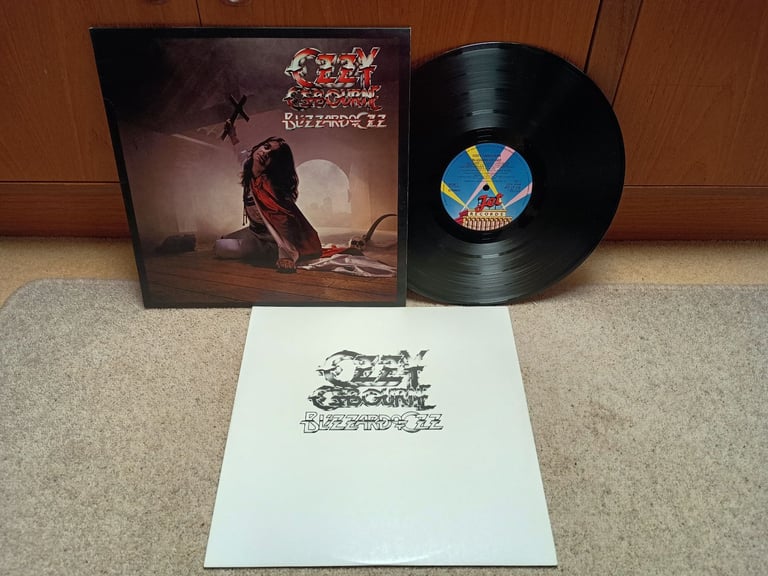 OZZY
OSBOURNE
BLIZZARD OF OZZ
Jet
RECORDS
OZZY
OSBOURNE
BLIZZARD OF OZZ